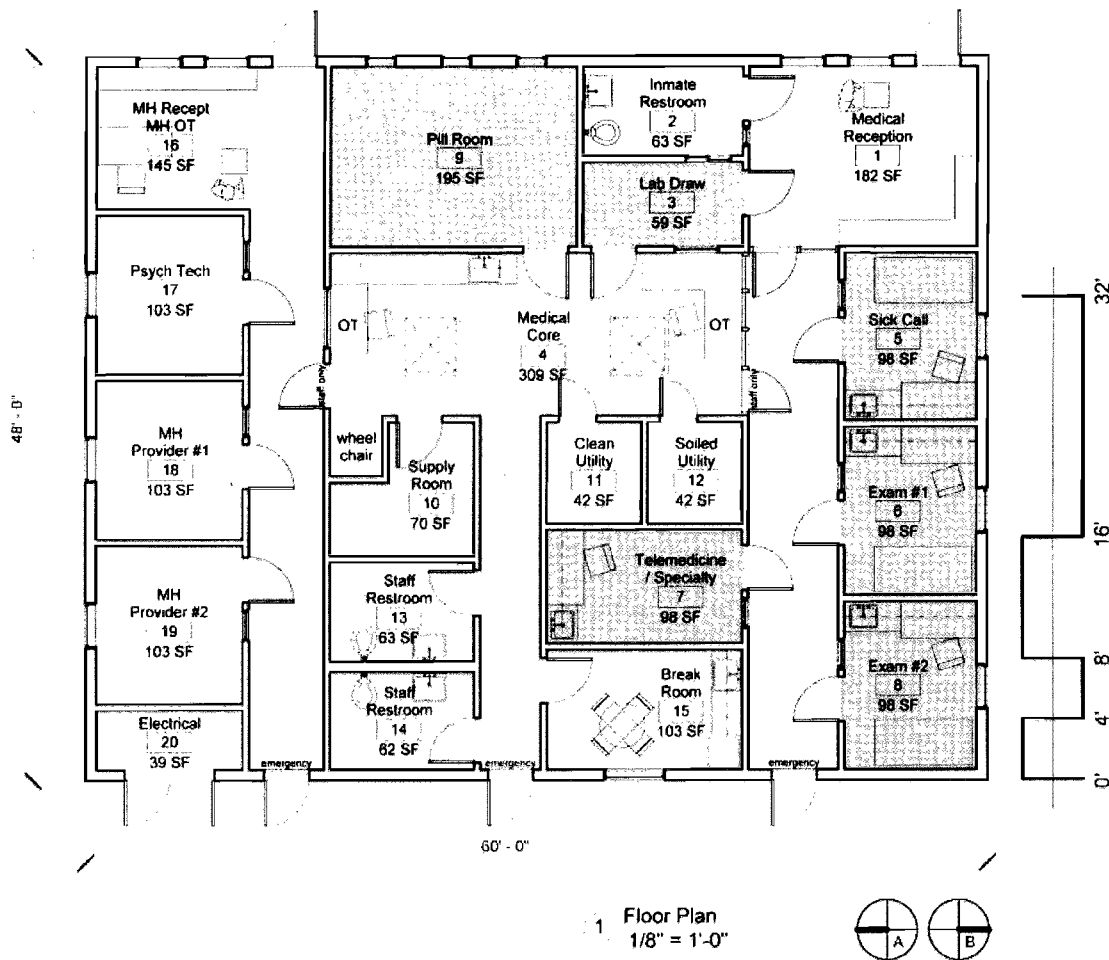 MH Recept
MH OT
16
145 SF
Pill Room
9
195 SF
Inmate
Restroom
2
63 SF
Medical
Reception
1
182 SF
Lab Draw
3
59 SF
Psych Tech
17
103 SF
OT
Medical
Core
4
309 SF
OT
Sick Call
5
98 SF
staff only
staff only
MH
Provider #1
18
103 SF
wheel
chair
Supply
Room
10
70 SF
Clean
Utility
11
42 SF
Soiled
Utility
12
42 SF
Exam #1
6
98 SF
MH
Provider #2
19
103 SF
Staff
Restroom
13
63 SF
Telemedicine
/ Specialty
7
98 SF
Exam #2
8
98 SF
Staff
Restroom
14
62 SF
Break
Room
15
103 SF
Electrical
20
39 SF
emergency
emergency
emergency
48' - 0"
60' - 0"
32'
16'
8'
4'
0'
1 Floor Plan
1/8" = 1'-0"
A
B